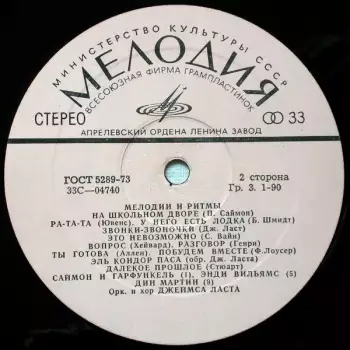 МИНИСТЕРСТВО КУЛЬТУРЫ СССР
МЕЛОДИЯ
ВСЕСОЮЗНАЯ ФИРМА ГРАМПЛАСТИНОК
СТЕРЕО
33
АПРЕЛЕВСКИЙ ОРДЕНА ЛЕНИНА ЗАВОД
ГОСТ 5289-73
33С—04740
2 сторона
Гр. 3. 1-90
МЕЛОДИИ И РИТМЫ
НА ШКОЛЬНОМ ДВОРЕ (П. Саймон)
РА-ТА-ТА (Ювенс). У НЕГО ЕСТЬ ЛОДКА (Б. Шмидт)
ЗВОНКИ-ЗВОНОЧКИ (Дж. Ласт)
ЭТО НЕВОЗМОЖНО (С. Вайн)
ВОПРОС (Хейвард). РАЗГОВОР (Генри)
ТЫ ГОТОВА (Аллен). ПОБУДЕМ ВМЕСТЕ (Ф.Лоусер)
ЭЛЬ КОНДОР ПАСА (обр. Дж. Ласта)
ДАЛЕКОЕ ПРОШЛОЕ (Стюарт)
САЙМОН И ГАРФУНКЕЛЬ (1), ЭНДИ ВИЛЬЯМС (5)
ДИН МАРТИН (9)
Орк. и хор ДЖЕЙМСА ЛАСТА